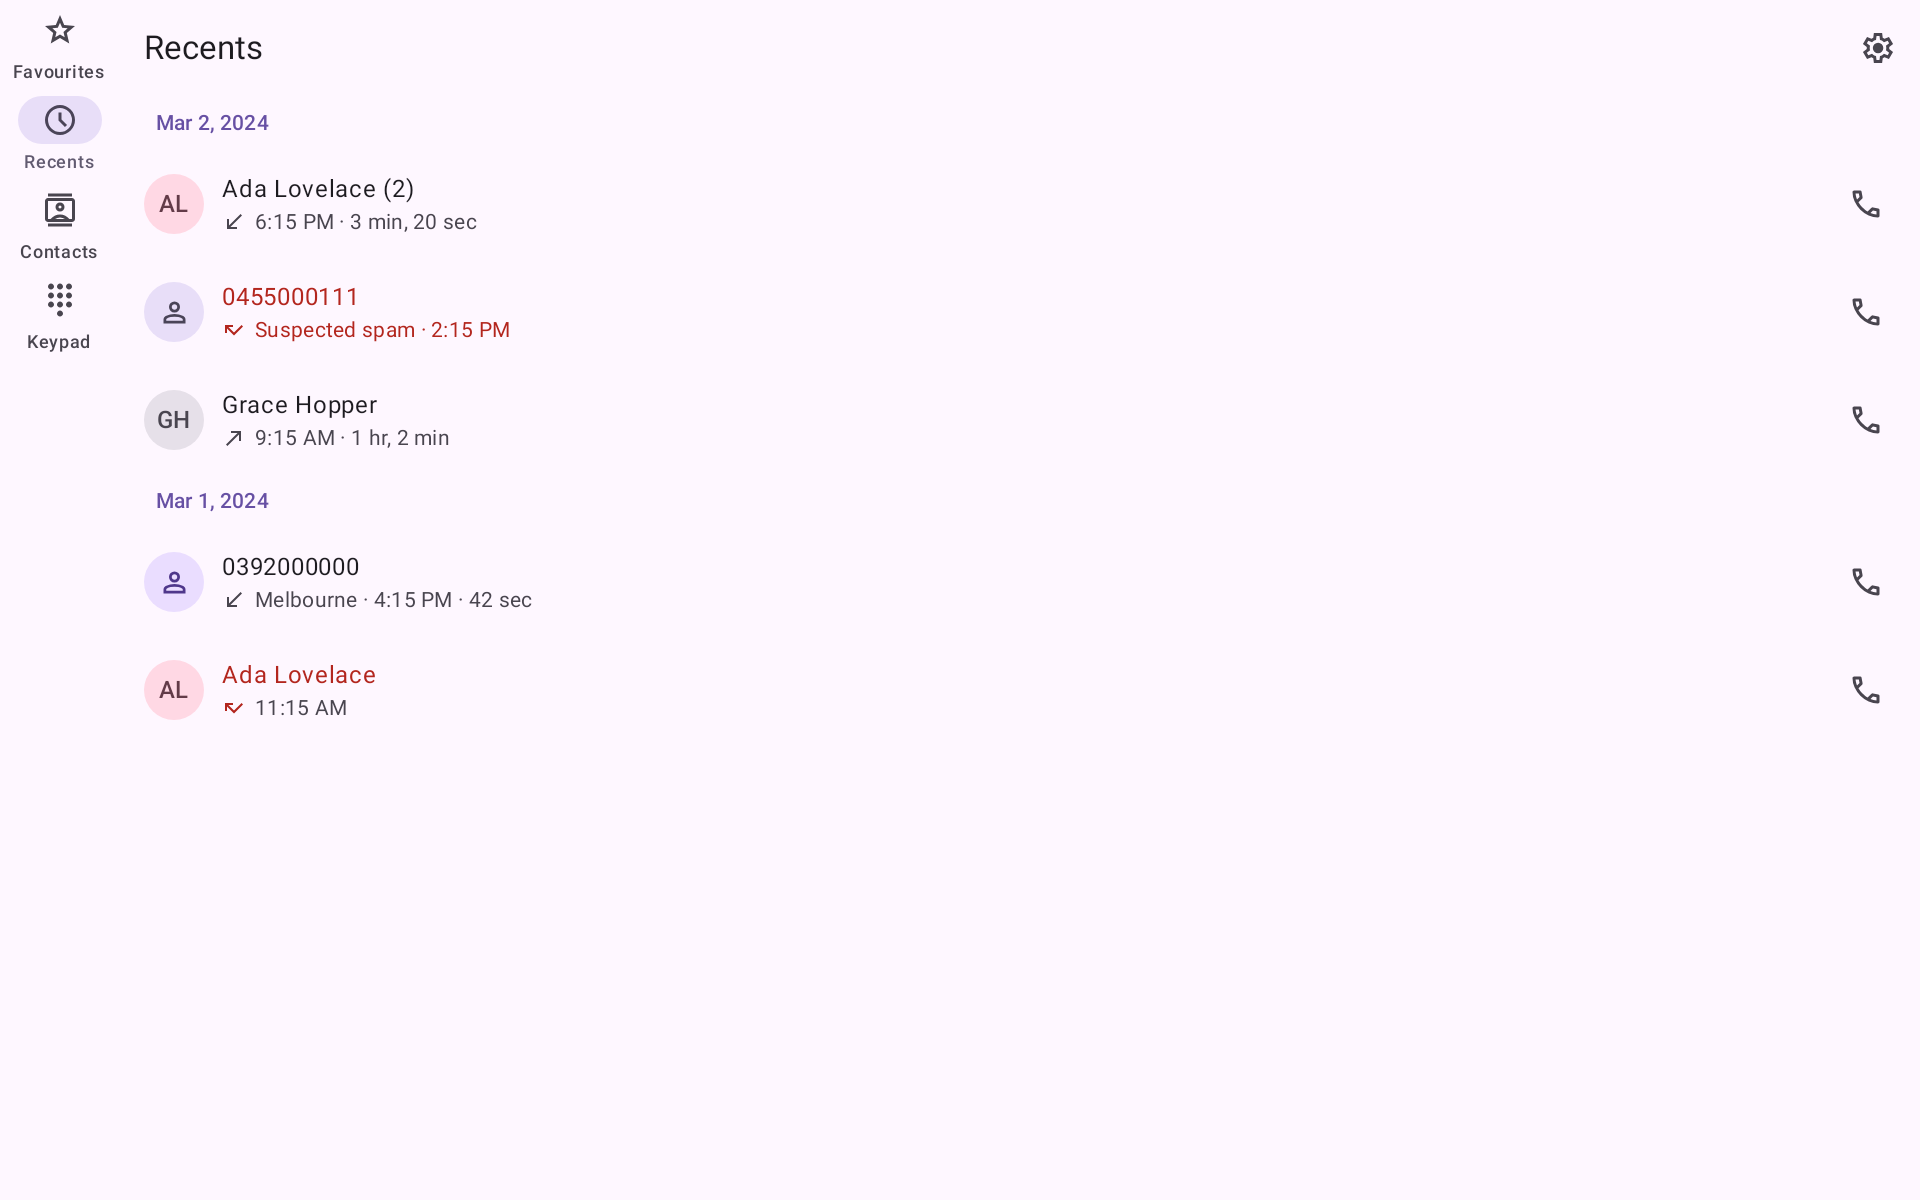 Favourites
Recents
Contacts
Keypad
Recents
Mar 2, 2024
AL
Ada Lovelace (2)
6:15 PM · 3 min, 20 sec
0455000111
Suspected spam · 2:15 PM
GH
Grace Hopper
9:15 AM · 1 hr, 2 min
Mar 1, 2024
0392000000
Melbourne · 4:15 PM · 42 sec
AL
Ada Lovelace
11:15 AM